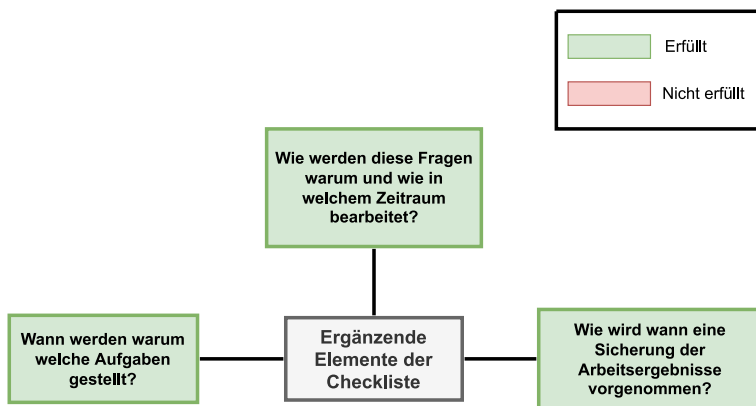 Erfüllt
Nicht erfüllt
Wie werden diese Fragen
warum und wie in
welchem Zeitraum
bearbeitet?
Wann werden warum
welche Aufgaben
gestellt?
Ergänzende
Elemente der
Checkliste
Wie wird wann eine
Sicherung der
Arbeitsergebnisse
vorgenommen?